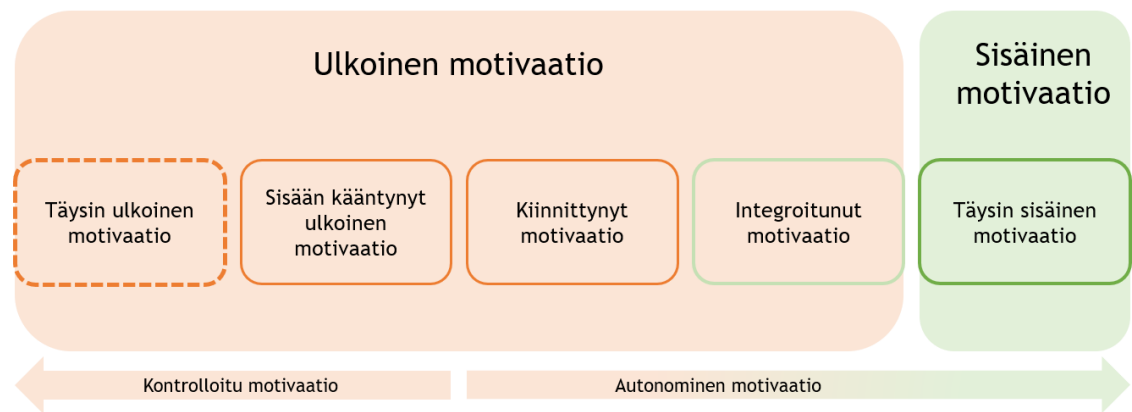 Ulkoinen motivaatio
Sisäinen
motivaatio
Täysin ulkoinen
motivaatio
Sisään kääntynyt
ulkoinen
motivaatio
Kiinnittynyt
motivaatio
Integroitunut
motivaatio
Täysin sisäinen
motivaatio
Kontrolloitu motivaatio
Autonominen motivaatio